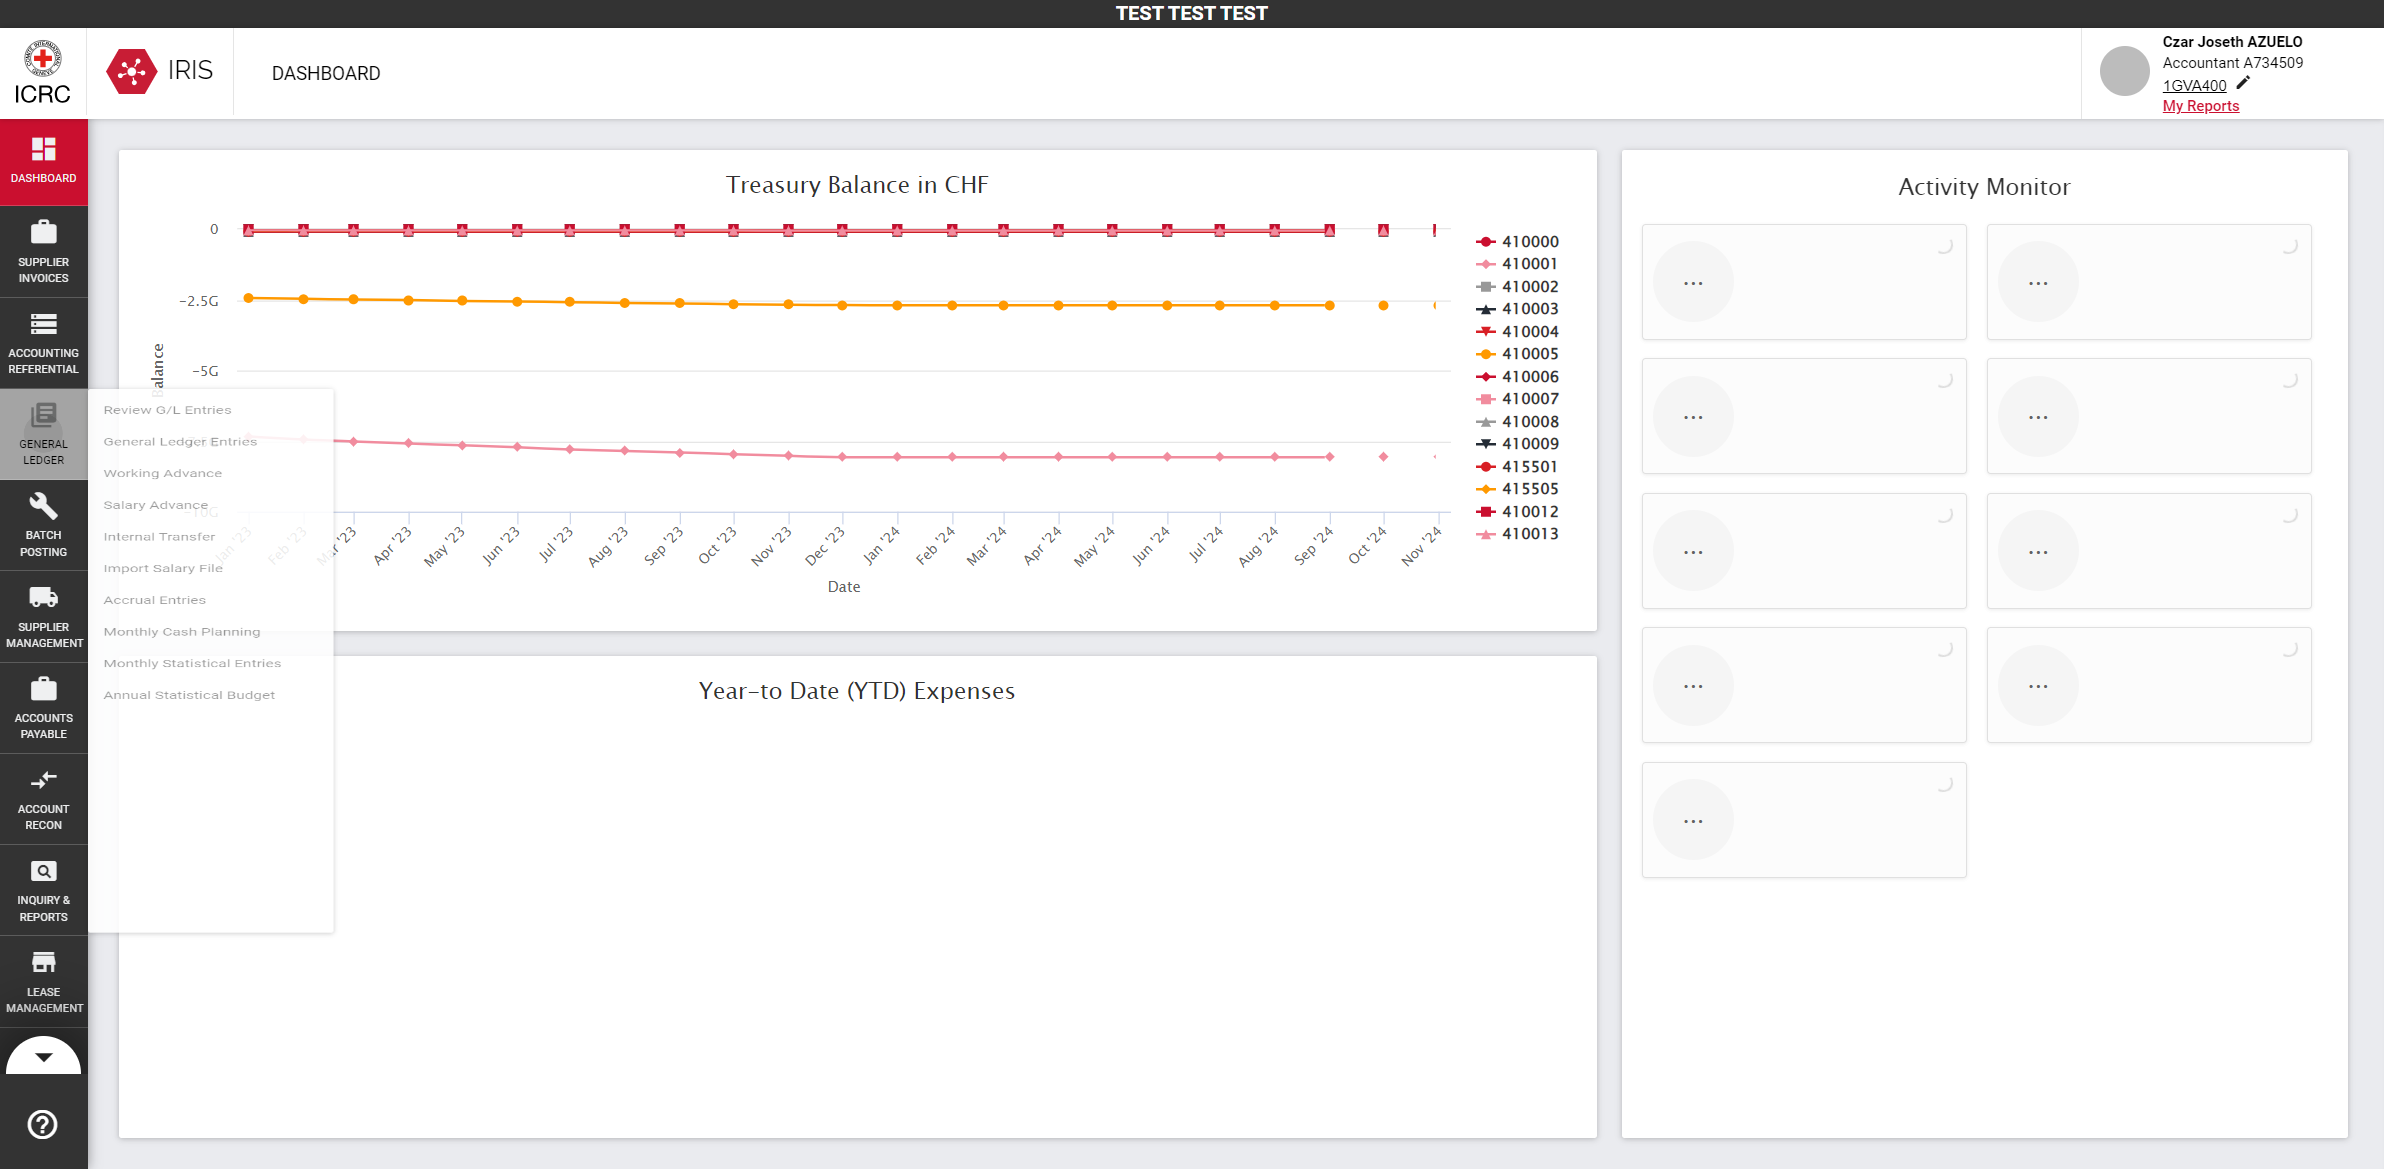 TEST TEST TEST
ICRC
IRIS
DASHBOARD
Czar Joseth AZUELO
Accountant A734509
1GVA400
My Reports
DASHBOARD
SUPPLIER
INVOICES
ACCOUNTING
REFERENTIAL
GENERAL
LEDGER
BATCH
POSTING
SUPPLIER
MANAGEMENT
ACCOUNTS
PAYABLE
ACCOUNT
RECON
INQUIRY &
REPORTS
LEASE
MANAGEMENT
Review G/L Entries
General Ledger Entries
Working Advance
Salary Advance
Internal Transfer
Import Salary File
Accrual Entries
Monthly Cash Planning
Monthly Statistical Entries
Annual Statistical Budget
Treasury Balance in CHF
Balance
0
-2.5G
-5G
-10G
Jan '23
Feb '23
Mar '23
Apr '23
May '23
Jun '23
Jul '23
Aug '23
Sep '23
Oct '23
Nov '23
Dec '23
Jan '24
Feb '24
Mar '24
Apr '24
May '24
Jun '24
Jul '24
Aug '24
Sep '24
Oct '24
Nov '24
Date
410000
410001
410002
410003
410004
410005
410006
410007
410008
410009
415501
415505
410012
410013
Year-to Date (YTD) Expenses
Activity Monitor
...
...
...
...
...
...
...
...
...